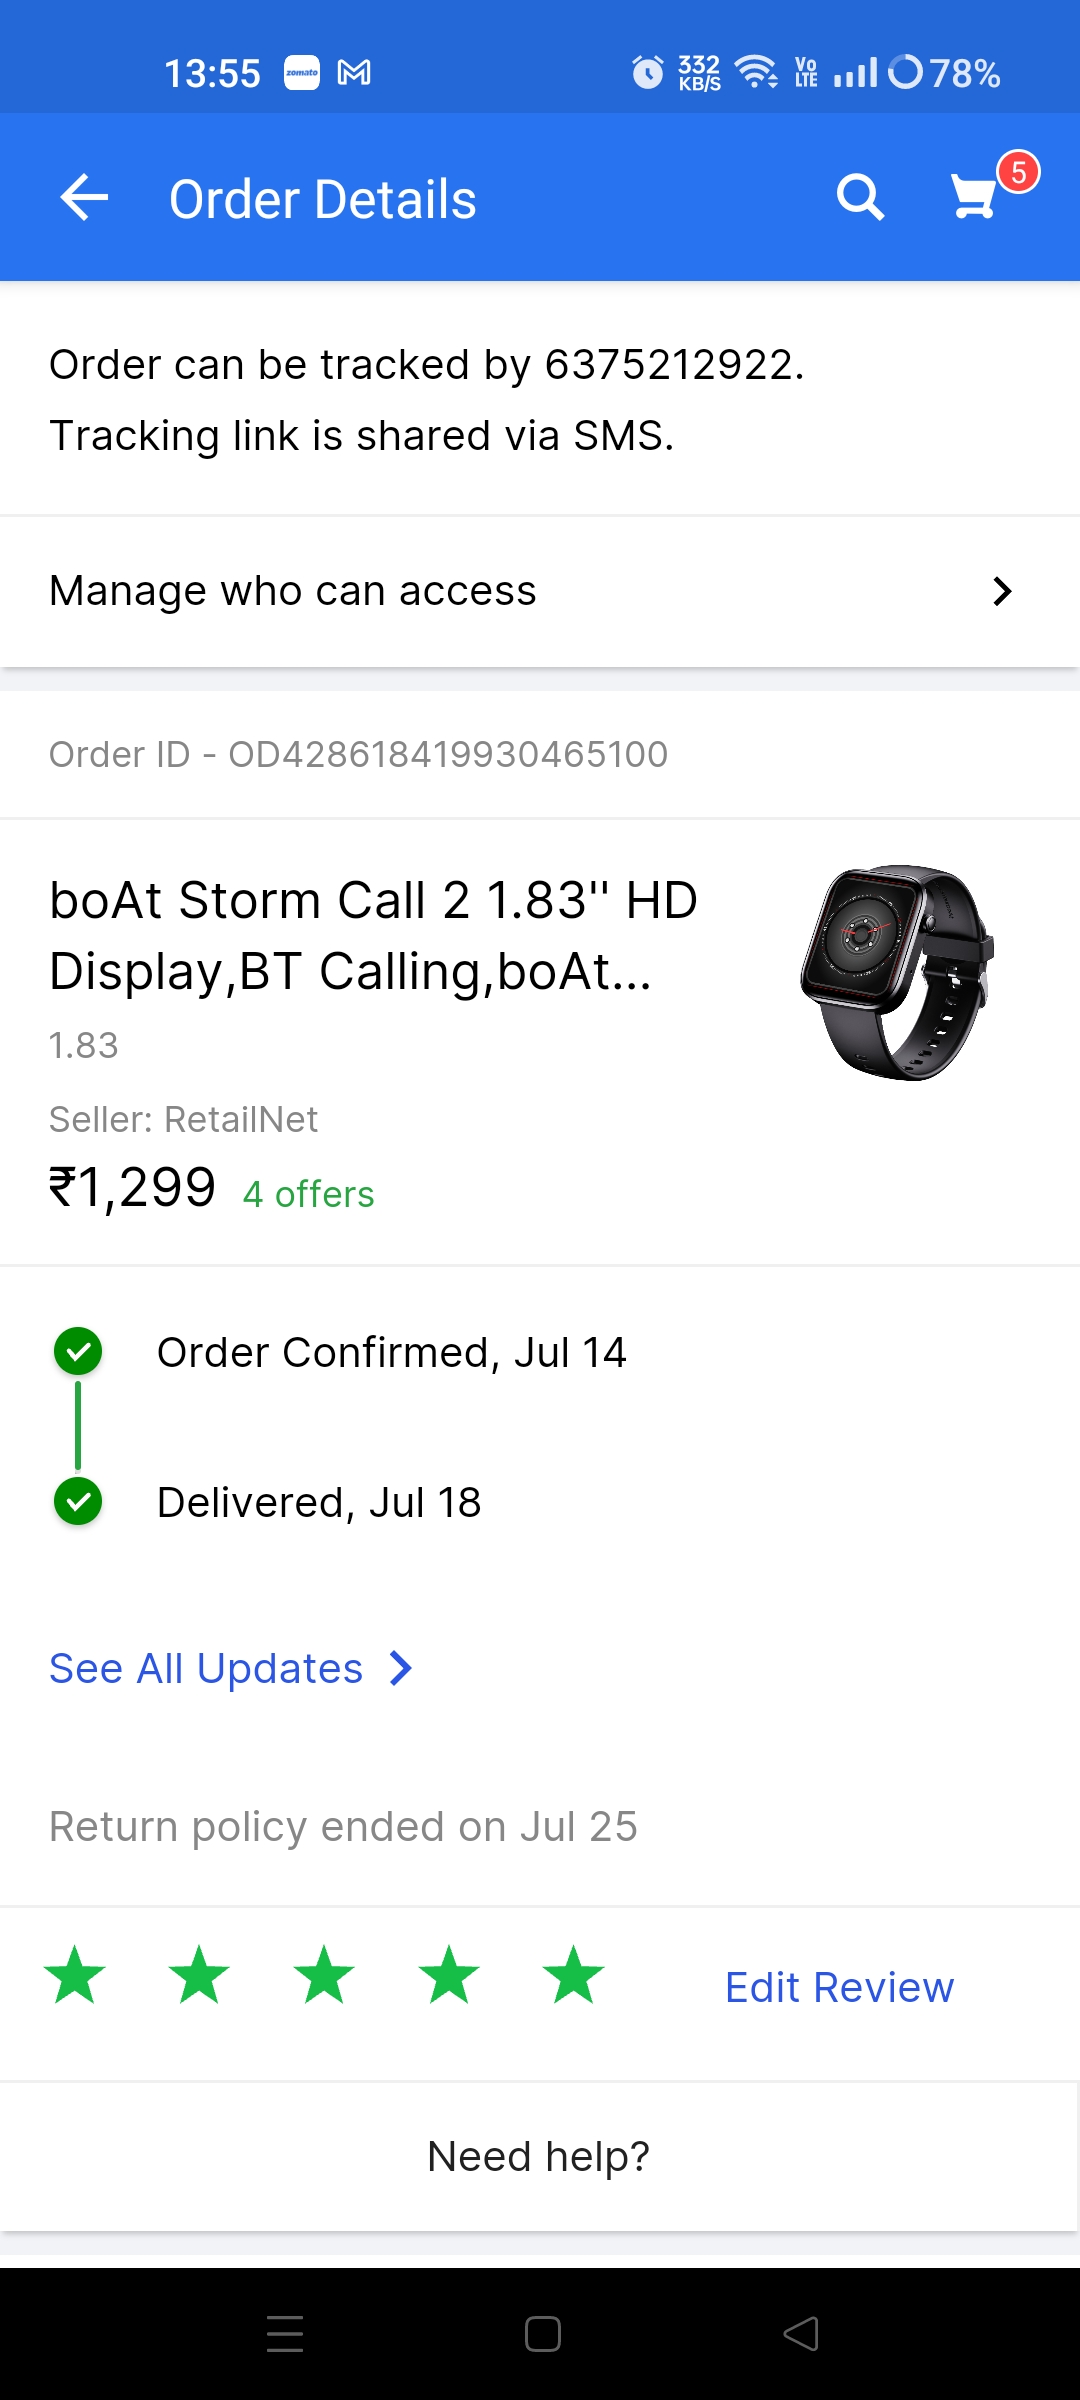 13:55 zomato 332 KB/S Vo LTE 78%
Order Details 5
Order can be tracked by 6375212922.
Tracking link is shared via SMS.
Manage who can access
Order ID - OD428618419930465100
boAt Storm Call 2 1.83" HD
Display,BT Calling,boAt...
1.83
Seller: RetailNet
₹1,299 4 offers
Order Confirmed, Jul 14
Delivered, Jul 18
See All Updates
Return policy ended on Jul 25
Edit Review
Need help?